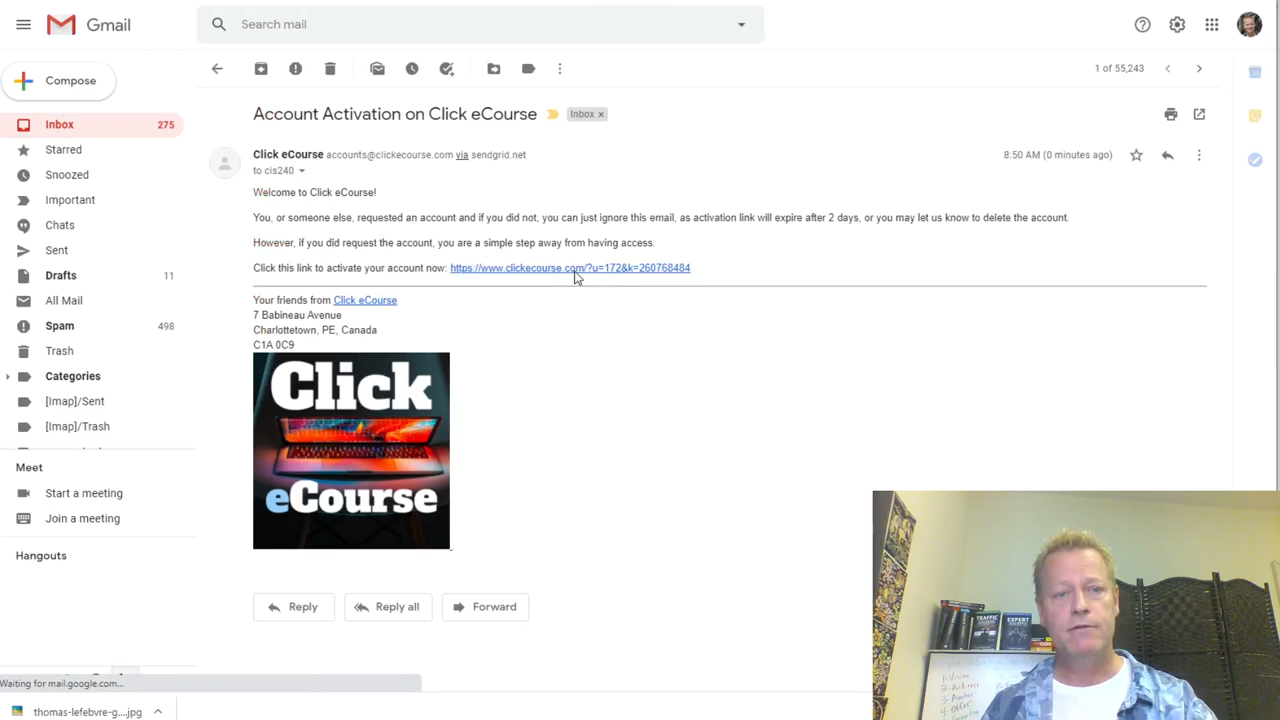 Gmail
Search mail
Compose
1 of 55,243
Inbox 275
Starred
Snoozed
Important
Chats
Sent
Drafts 11
All Mail
Spam 498
Trash
Categories
[Imap]/Sent
[Imap]/Trash
Meet
Start a meeting
Join a meeting
Hangouts
Account Activation on Click eCourse
Inbox x
Click eCourse accounts@clickecourse.com via sendgrid.net
8:50 AM (0 minutes ago)
to cis240
Welcome to Click eCourse!
You, or someone else, requested an account and if you did not, you can just ignore this email, as activation link will expire after 2 days, or you may let us know to delete the account.
However, if you did request the account, you are a simple step away from having access.
Click this link to activate your account now: https://www.clickecourse.com/?u=172&k=260768484
Your friends from Click eCourse
7 Babineau Avenue
Charlottetown, PE, Canada
C1A 0C9
Click
eCourse
Reply
Reply all
Forward
TRAFFIC
SECRETS
EXPERT
SECRETS
Waiting for mail.google.com...
thomas-lefebvre-g....jpg